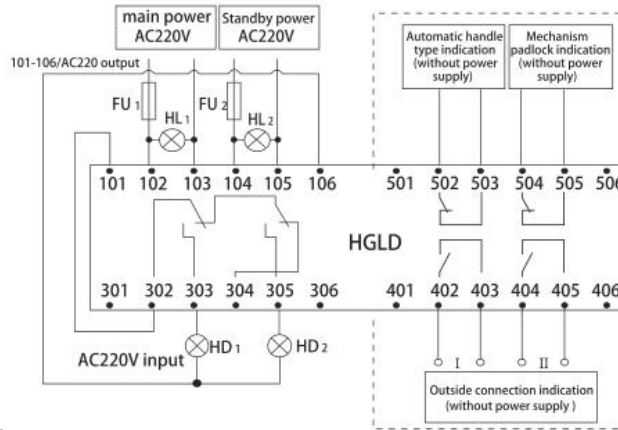 main power
AC220V
Standby power
AC220V
Automatic handle
type indication
(without power
supply)
Mechanism
padlock indication
(without power
supply)
101-106/AC220 output
FU 1
HL 1
FU 2
HL 2
101 102 103 104 105 106 501 502 503 504 505 506
HGLD
301 302 303 304 305 306 401 402 403 404 405 406
HD 1
HD 2
AC220V input
I
II
Outside connection indication
(without power supply )